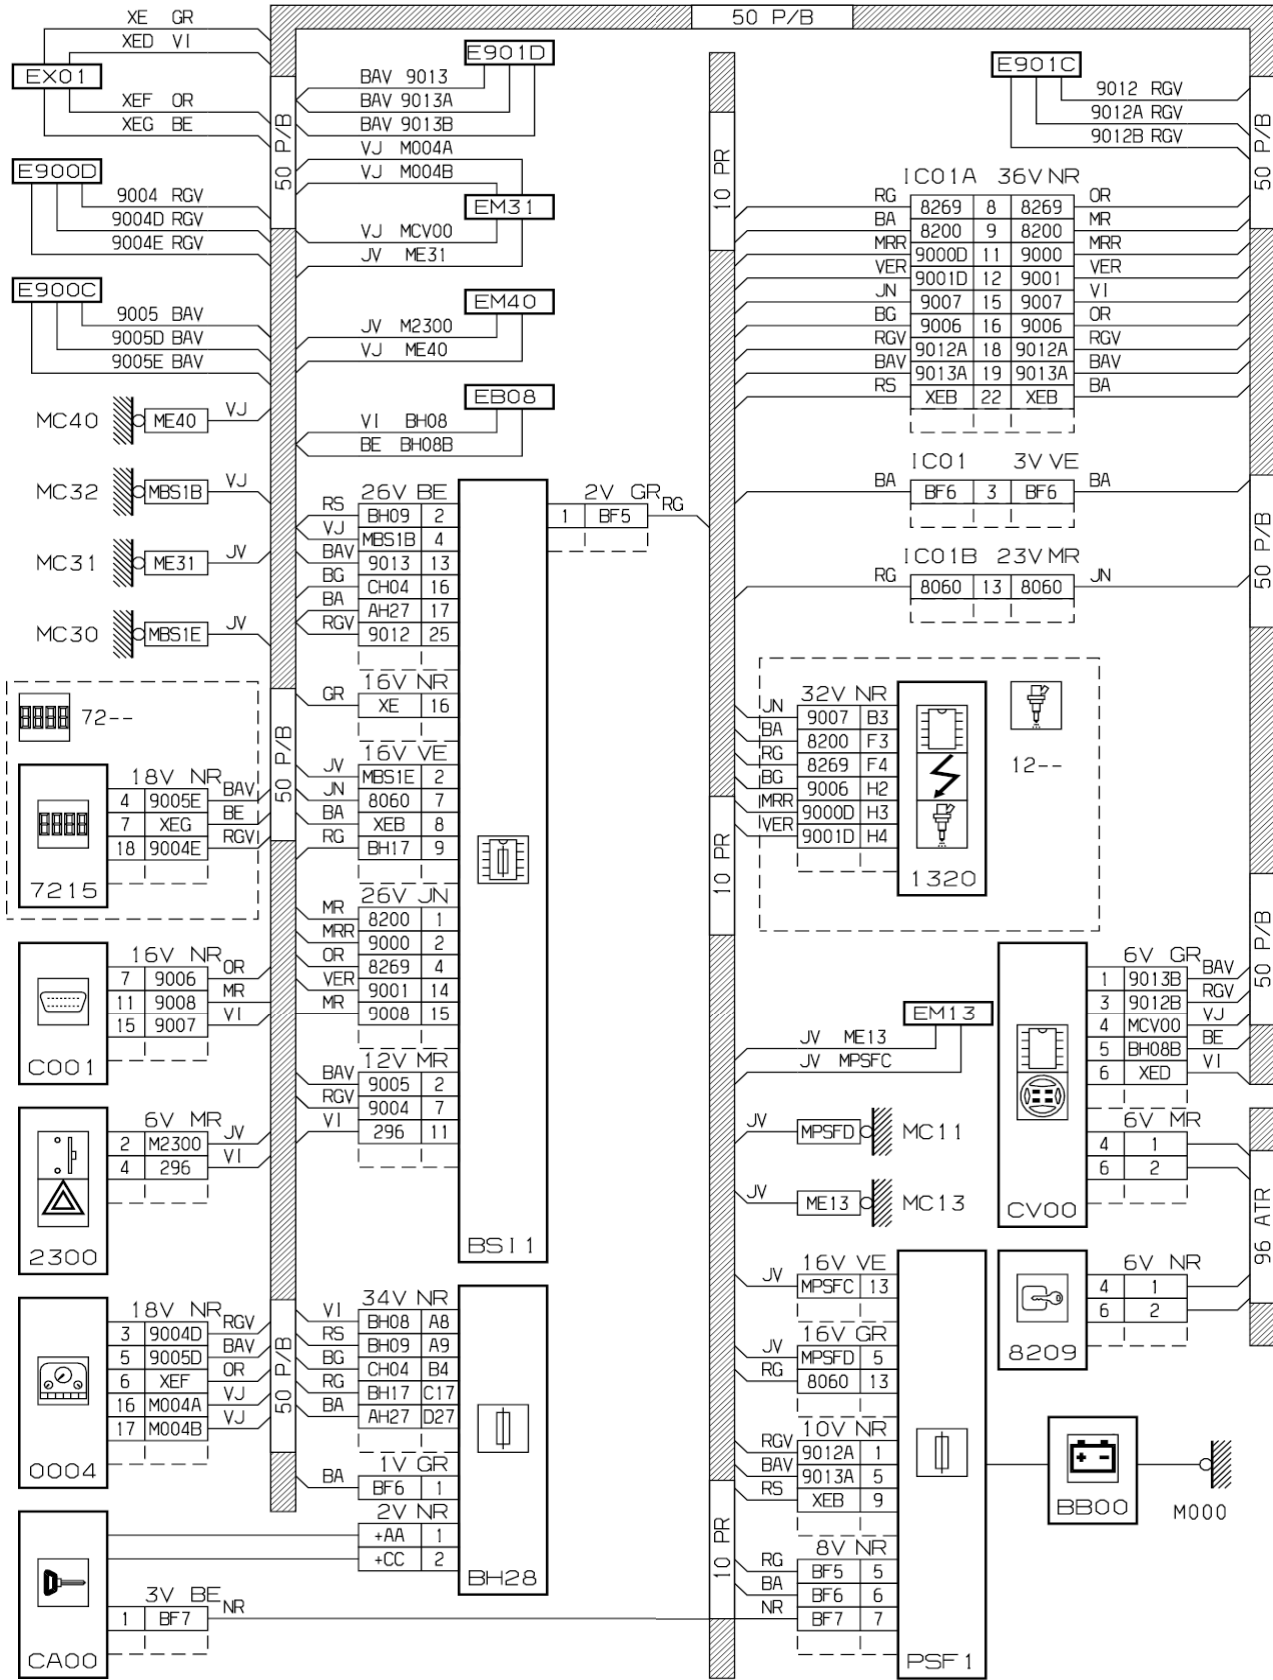 50 P/B
XE GR
XED VI
EX01
XEF OR
XEG BE
E900D
9004 RGV
9004D RGV
9004E RGV
E900C
9005 BAV
9005D BAV
9005E BAV
MC40 ME40 VJ
MC32 MBS1B VJ
MC31 ME31 JV
MC30 MBS1E JV
72--
18V NR
4 9005E BAV
7 XEG BE
18 9004E RGV
7215
16V NR
7 9006 OR
11 9008 MR
15 9007 VI
C001
6V MR
2 M2300 JV
4 296 VI
2300
18V NR
3 9004D RGV
5 9005D BAV
6 XEF OR
16 M004A VJ
17 M004B VJ
0004
3V BE
1 BF7 NR
CA00
50 P/B
50 P/B
50 P/B
E901D
BAV 9013
BAV 9013A
BAV 9013B
VJ M004A
VJ M004B
EM31
VJ MCV00
JV ME31
EM40
JV M2300
VJ ME40
EB08
VI BH08
BE BH08B
26V BE
RS BH09 2
VJ MBS1B 4
BAV 9013 13
BG CH04 16
BA AH27 17
RGV 9012 25
16V NR
GR XE 16
16V VE
JV MBS1E 2
JN 8060 7
BA XEB 8
RG BH17 9
26V JN
MR 8200 1
MRR 9000 2
OR 8269 4
VER 9001 14
MR 9008 15
12V MR
BAV 9005 2
RGV 9004 7
VI 296 11
2V GR
1 BF5 RG
BSI1
34V NR
VI BH08 A8
RS BH09 A9
BG CH04 B4
RG BH17 C17
BA AH27 D27
1V GR
BA BF6 1
2V NR
+AA 1
+CC 2
BH28
10 PR
10 PR
10 PR
E901C
9012 RGV
9012A RGV
9012B RGV
IC01A 36V NR
RG 8269 8 8269 OR
BA 8200 9 8200 MR
MRR 9000D 11 9000 MRR
VER 9001D 12 9001 VER
JN 9007 15 9007 VI
BG 9006 16 9006 OR
RGV 9012A 18 9012A RGV
BAV 9013A 19 9013A BAV
RS XEB 22 XEB BA
IC01 3V VE
BA BF6 3 BF6 BA
IC01B 23V MR
RG 8060 13 8060 JN
32V NR
JN 9007 B3
BA 8200 F3
RG 8269 F4
BG 9006 H2
MRR 9000D H3
VER 9001D H4
1320
12--
EM13
JV ME13
JV MPSFC
JV MPSFD MC11
JV ME13 MC13
6V GR
1 9013B BAV
3 9012B RGV
4 MCV00 VJ
5 BH08B BE
6 XED VI
6V MR
4 1
6 2
CV00
6V NR
4 1
6 2
8209
16V VE
JV MPSFC 13
16V GR
JV MPSFD 5
RG 8060 13
10V NR
RGV 9012A 1
BAV 9013A 5
RS XEB 9
8V NR
RG BF5 5
BA BF6 6
NR BF7 7
PSF1
+ -
BB00
M000
50 P/B
50 P/B
50 P/B
96 ATR